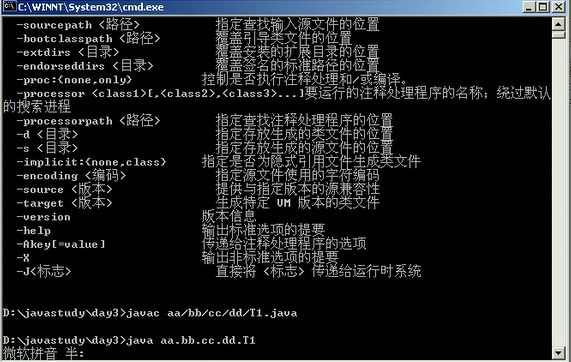 C:\WINNT\System32\cmd.exe
-sourcepath <路径> 指定查找输入源文件的位置
-bootclasspath <路径> 覆盖引导类文件的位置
-extdirs <目录> 覆盖安装的扩展目录的位置
-endorseddirs <目录> 覆盖签名的标准路径的位置
-proc:{none,only} 控制是否执行注释处理和/或编译。
-processor <class1>[,<class2>,<class3>...]要运行的注释处理程序的名称；绕过默认
的搜索进程
-processorpath <路径> 指定查找注释处理程序的位置
-d <目录> 指定存放生成的类文件的位置
-s <目录> 指定存放生成的源文件的位置
-implicit:{none,class} 指定是否为隐式引用文件生成类文件
-encoding <编码> 指定源文件使用的字符编码
-source <版本> 提供与指定版本的源兼容性
-target <版本> 生成特定 VM 版本的类文件
-version 版本信息
-help 输出标准选项的提要
-Akey[=value] 传递给注释处理程序的选项
-X 输出非标准选项的提要
-J<标志> 直接将 <标志> 传递给运行时系统
D:\javastudy\day3>javac aa/bb/cc/dd/T1.java
D:\javastudy\day3>java aa.bb.cc.dd.T1
微软拼音 半: